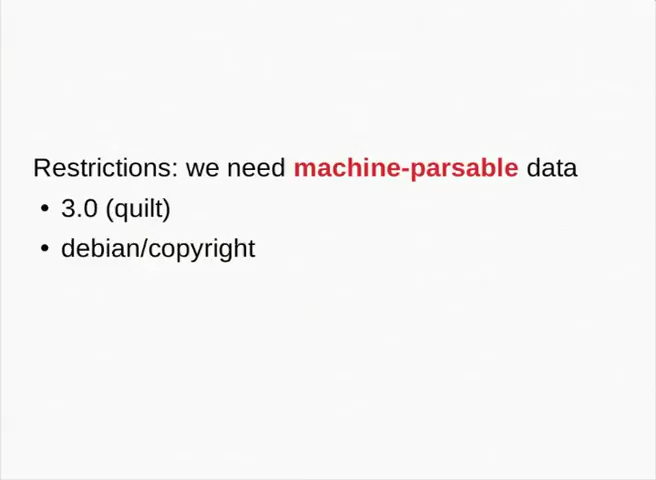 Restrictions: we need machine-parsable data
• 3.0 (quilt)
• debian/copyright